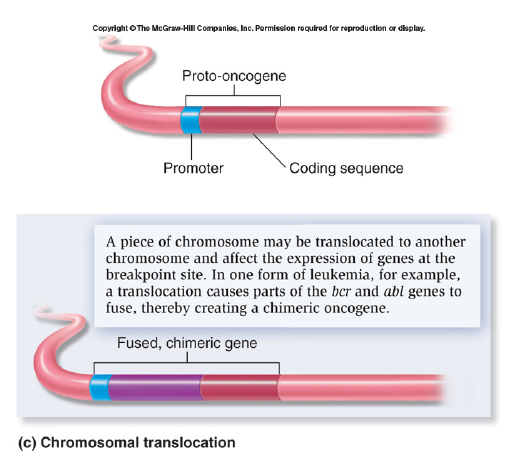 Copyright © The McGraw-Hill Companies, Inc. Permission required for reproduction or display.
Proto-oncogene
Promoter
Coding sequence
A piece of chromosome may be translocated to another
chromosome and affect the expression of genes at the
breakpoint site. In one form of leukemia, for example,
a translocation causes parts of the bcr and abl genes to
fuse, thereby creating a chimeric oncogene.
Fused, chimeric gene
(c) Chromosomal translocation